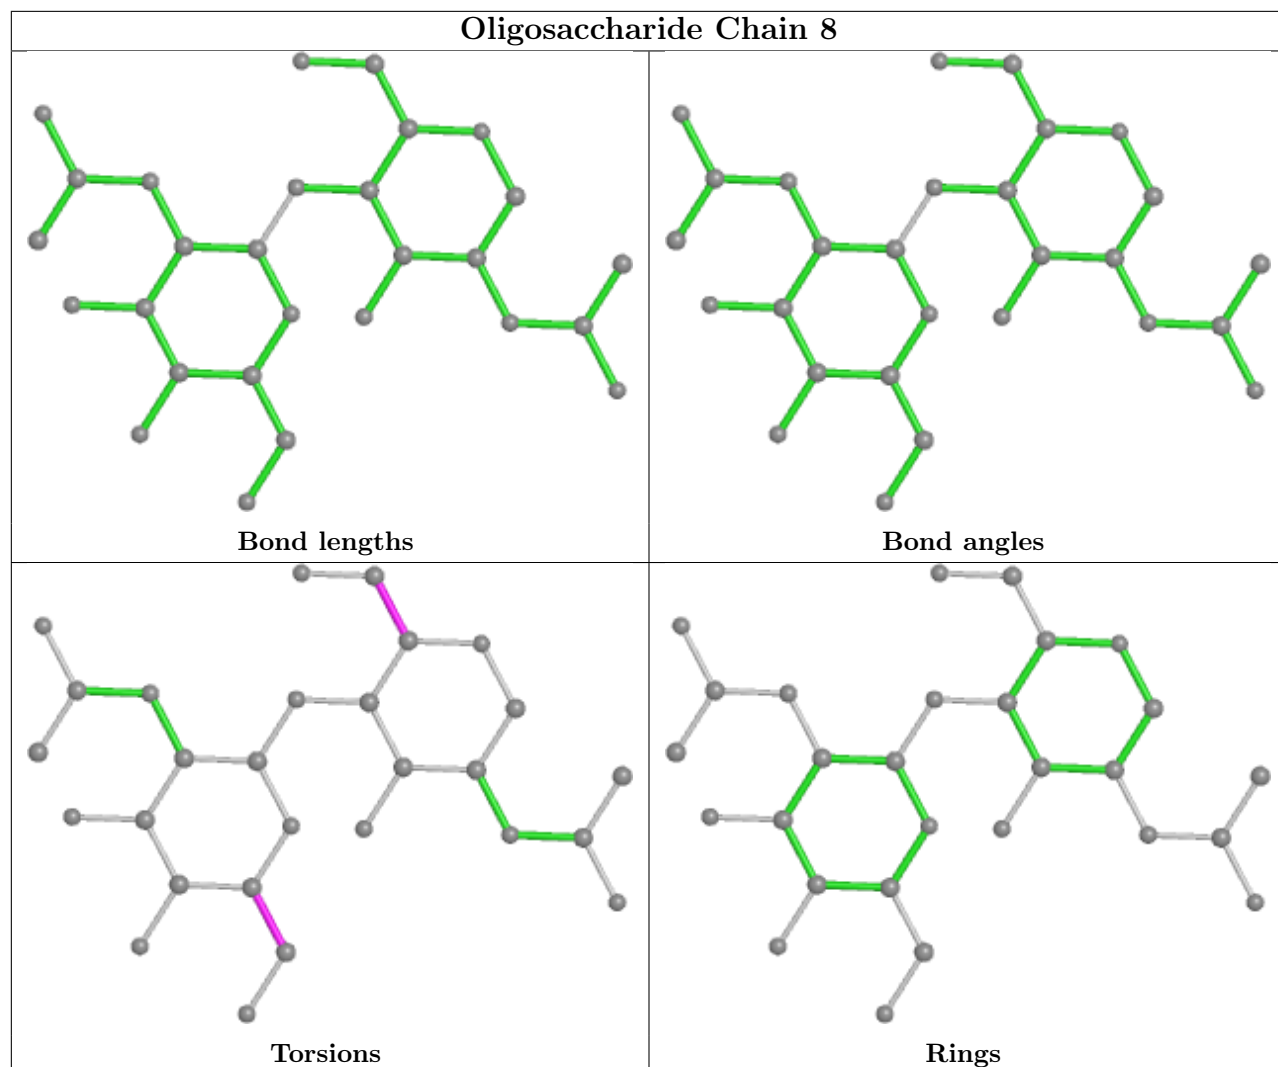 Oligosaccharide Chain 8
Bond lengths
Bond angles
Torsions
Rings